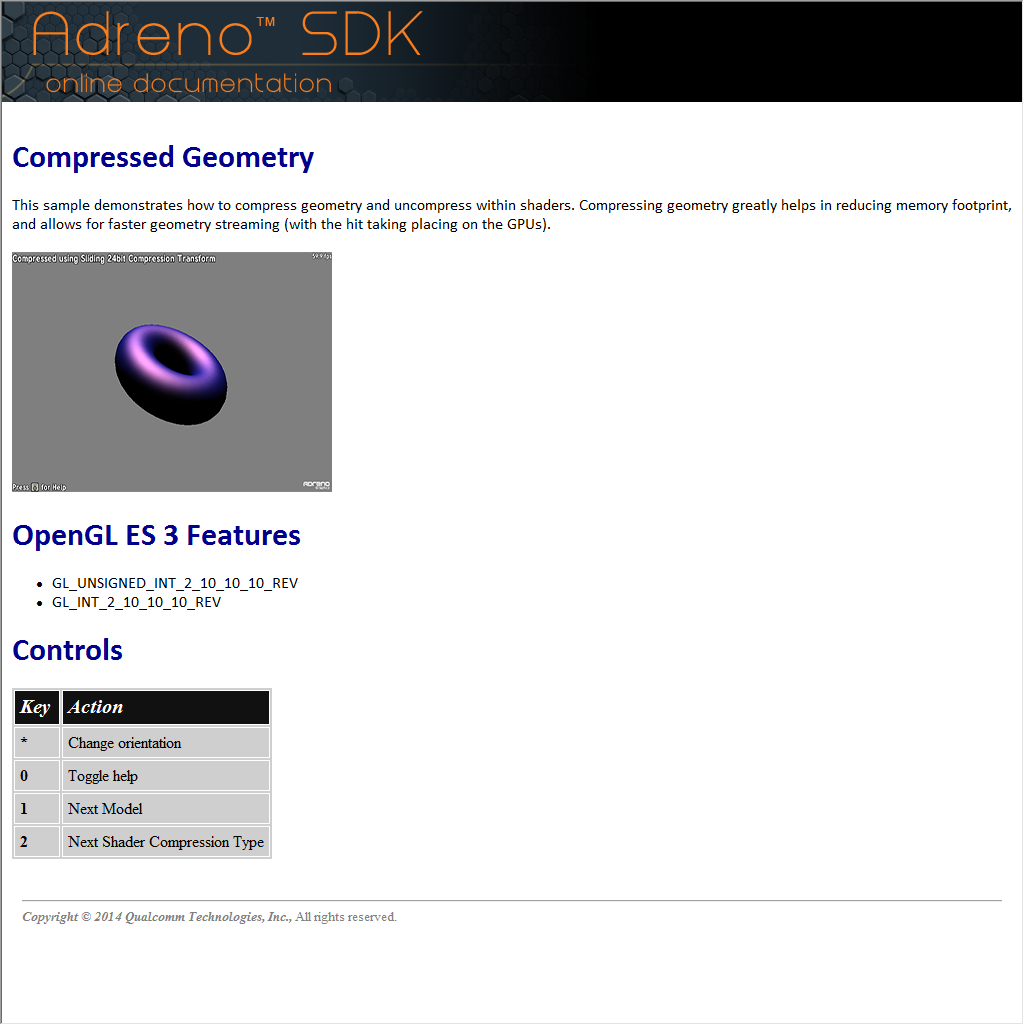 Adreno™ SDK
online documentation
Compressed Geometry
This sample demonstrates how to compress geometry and uncompress within shaders. Compressing geometry greatly helps in reducing memory footprint,
and allows for faster geometry streaming (with the hit taking placing on the GPUs).
Compressed using Sliding 24bit Compression Transform
59.9 fps
Press [0] for Help
Adreno
OpenGL ES 3 Features
• GL_UNSIGNED_INT_2_10_10_10_REV
• GL_INT_2_10_10_10_REV
Controls
Key Action
* Change orientation
0 Toggle help
1 Next Model
2 Next Shader Compression Type
Copyright © 2014 Qualcomm Technologies, Inc., All rights reserved.